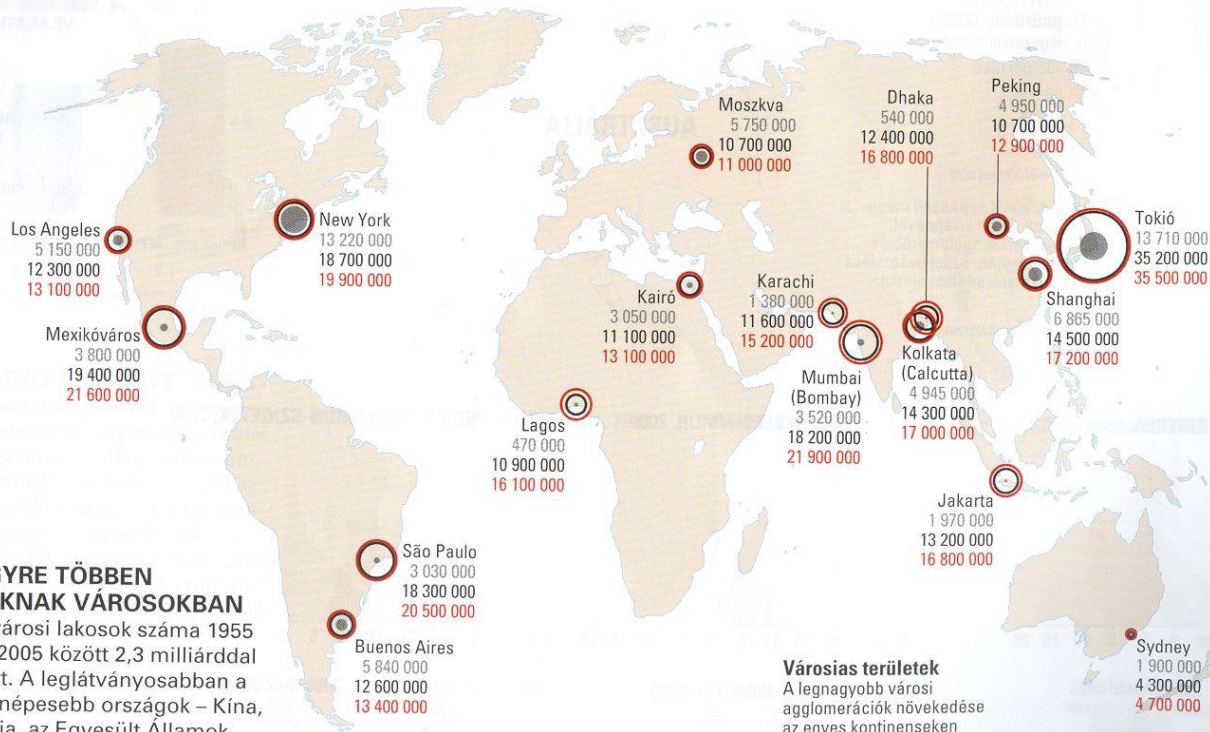 Moszkva
5 750 000
10 700 000
11 000 000
Dhaka
540 000
12 400 000
16 800 000
Peking
4 950 000
10 700 000
12 900 000
Los Angeles
5 150 000
12 300 000
13 100 000
New York
13 220 000
18 700 000
19 900 000
Tokió
13 710 000
35 200 000
35 500 000
Mexikóváros
3 800 000
19 400 000
21 600 000
Kairó
3 050 000
11 100 000
13 100 000
Karachi
1 380 000
11 600 000
15 200 000
Shanghai
6 865 000
14 500 000
17 200 000
Mumbai
(Bombay)
3 520 000
18 200 000
21 900 000
Kolkata
(Calcutta)
4 945 000
14 300 000
17 000 000
Lagos
470 000
10 900 000
16 100 000
Jakarta
1 970 000
13 200 000
16 800 000
São Paulo
3 030 000
18 300 000
20 500 000
Buenos Aires
5 840 000
12 600 000
13 400 000
Sydney
1 900 000
4 300 000
4 700 000
GYRE TÖBBEN
KNAK VÁROSOKBAN
városi lakosok száma 1955
2005 között 2,3 milliárddal
tt. A leglátványosabban a
népesebb országok – Kína,
ia, az Egyesült Államok
Városias területek
A legnagyobb városi
agglomerációk növekedése
az egyes kontinenseken